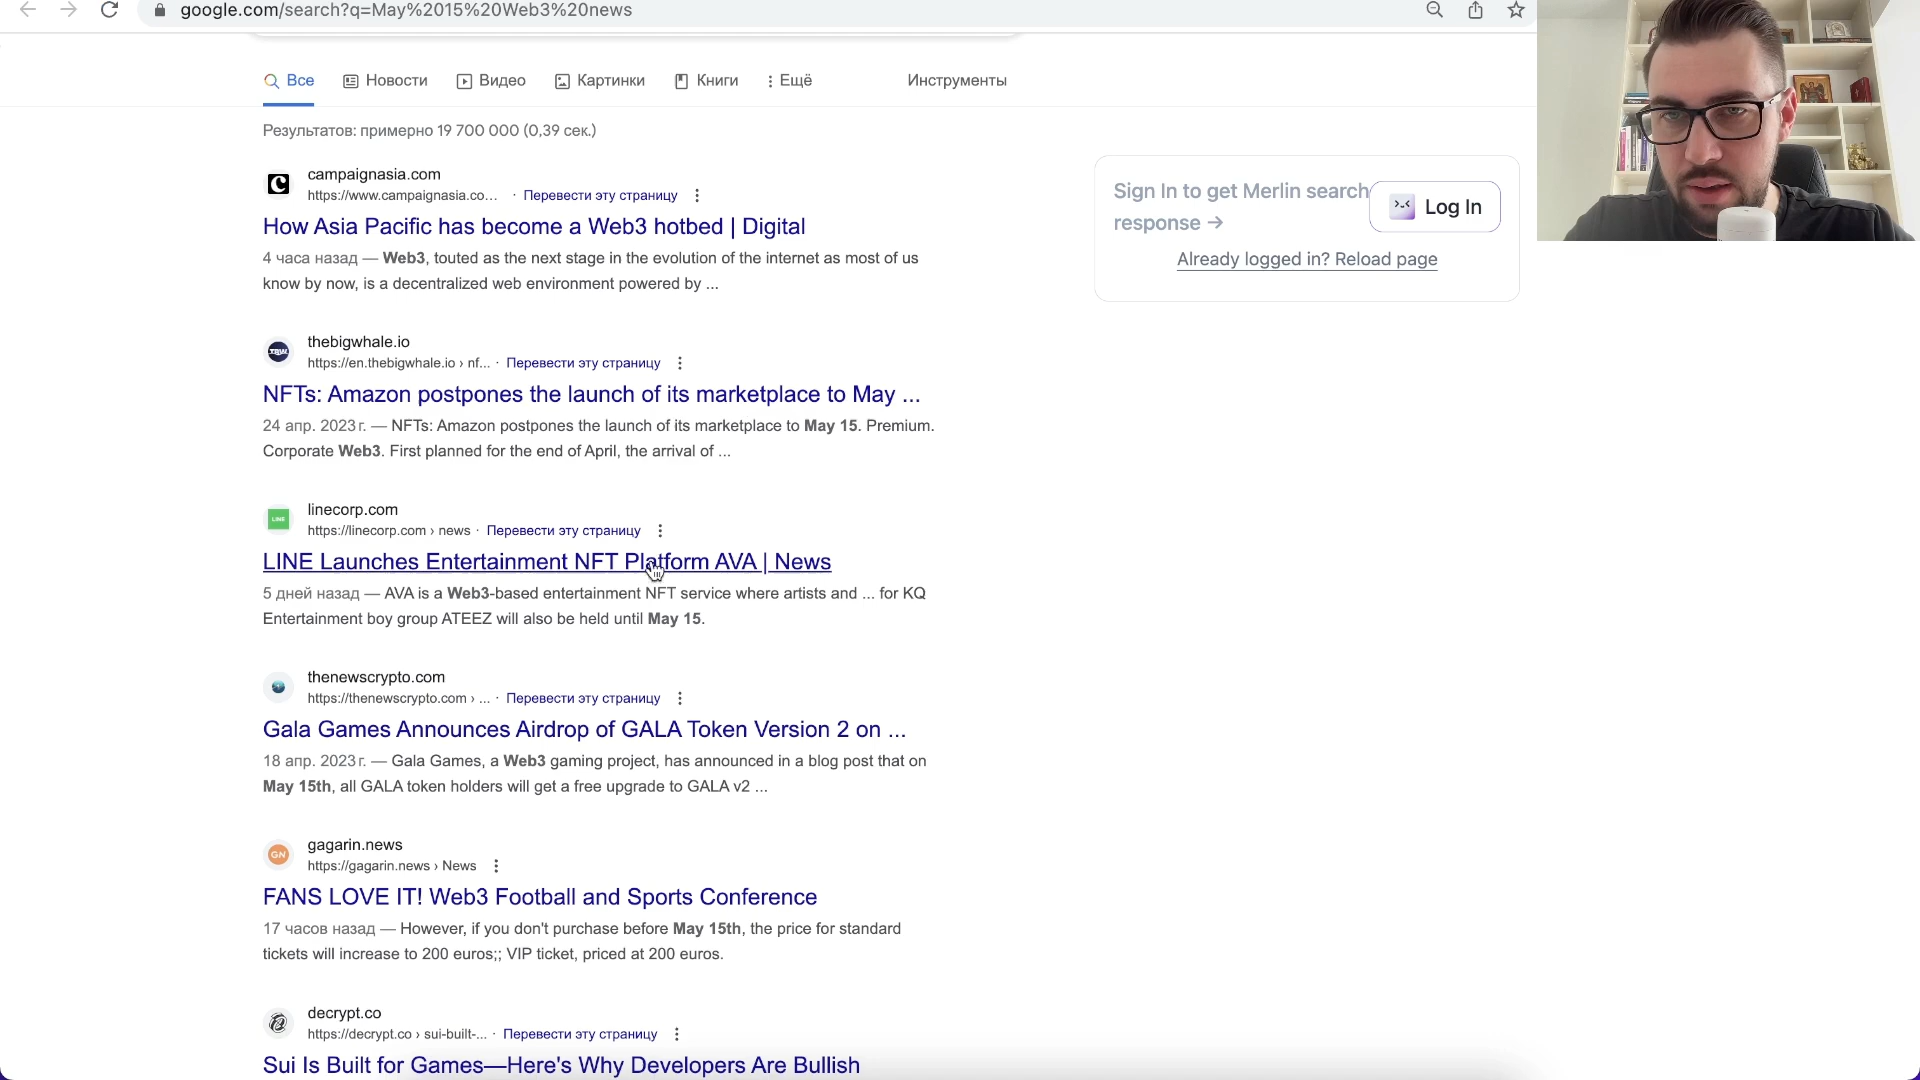 google.com/search?q=May%2015%20Web3%20news
Все Новости Видео Картинки Книги Ещё Инструменты
Результатов: примерно 19 700 000 (0,39 сек.)
campaignasia.com
https://www.campaignasia.co... · Перевести эту страницу
How Asia Pacific has become a Web3 hotbed | Digital
4 часа назад — Web3, touted as the next stage in the evolution of the internet as most of us
know by now, is a decentralized web environment powered by ...
Sign In to get Merlin search
response →
Log In
Already logged in? Reload page
TBW.
thebigwhale.io
https://en.thebigwhale.io › nf... · Перевести эту страницу
NFTs: Amazon postpones the launch of its marketplace to May ...
24 апр. 2023 г. — NFTs: Amazon postpones the launch of its marketplace to May 15. Premium.
Corporate Web3. First planned for the end of April, the arrival of ...
LINE
linecorp.com
https://linecorp.com › news · Перевести эту страницу
LINE Launches Entertainment NFT Platform AVA | News
5 дней назад — AVA is a Web3-based entertainment NFT service where artists and ... for KQ
Entertainment boy group ATEEZ will also be held until May 15.
thenewscrypto.com
https://thenewscrypto.com › ... · Перевести эту страницу
Gala Games Announces Airdrop of GALA Token Version 2 on ...
18 апр. 2023 г. — Gala Games, a Web3 gaming project, has announced in a blog post that on
May 15th, all GALA token holders will get a free upgrade to GALA v2 ...
GN
gagarin.news
https://gagarin.news › News
FANS LOVE IT! Web3 Football and Sports Conference
17 часов назад — However, if you don't purchase before May 15th, the price for standard
tickets will increase to 200 euros;; VIP ticket, priced at 200 euros.
decrypt.co
https://decrypt.co › sui-built-... · Перевести эту страницу
Sui Is Built for Games—Here's Why Developers Are Bullish